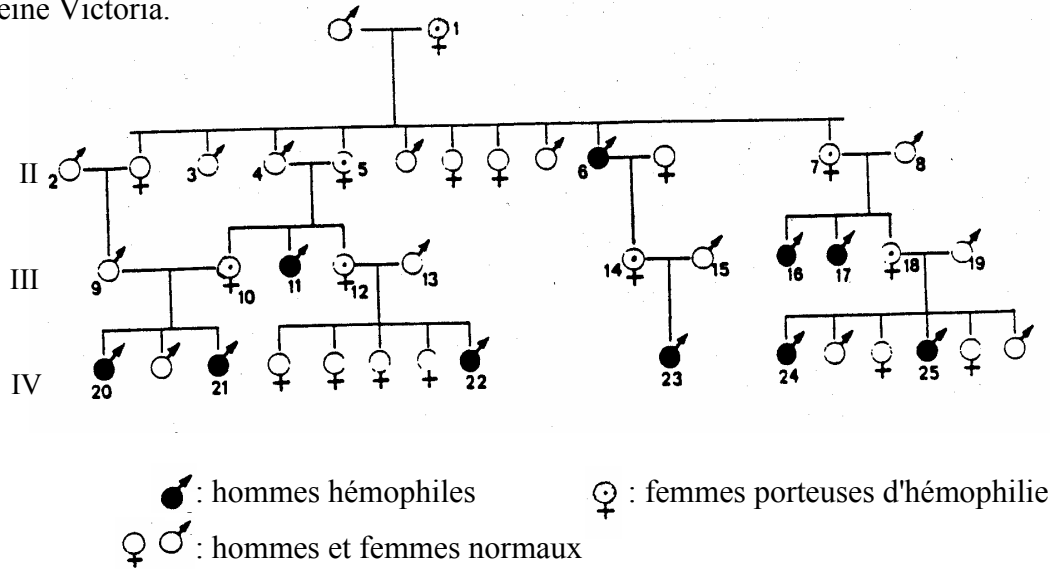 eine Victoria.
1
II 2 3 4 5 6 7 8
III 9 10 11 12 13 14 15 16 17 18 19
IV 20 21 22 23 24 25
: hommes hémophiles : femmes porteuses d'hémophilie
: hommes et femmes normaux